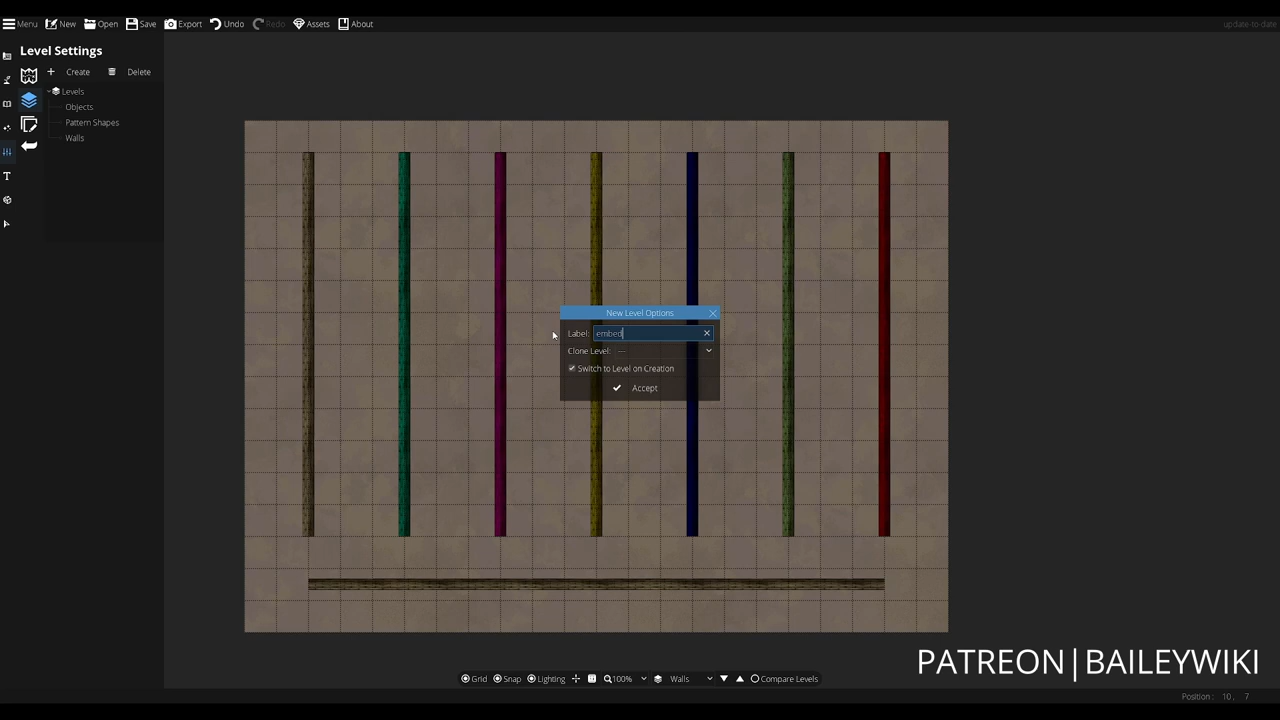 Menu New Open Save Export Undo Redo Assets About update-to-date
Level Settings
Create Delete
Levels
Objects
Pattern Shapes
Walls
New Level Options
Label: embed
Clone Level: ---
Switch to Level on Creation
Accept
PATREON|BAILEYWIKI
Grid Snap Lighting 100% Walls Compare Levels
Position: 10, 7